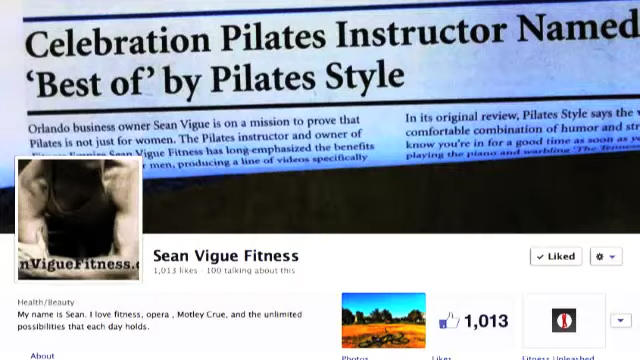 Celebration Pilates Instructor Named
'Best of' by Pilates Style
Orlando business owner Sean Vigue is on a mission to prove that
Pilates is not just for women. The Pilates instructor and owner of
Sean Vigue Fitness has long emphasized the benefits
r men, producing a line of videos specifically
In its original review, Pilates Style says the
comfortable combination of humor and str
know you're in for a good time as soon as y
playing the piano and warbling 'The Tenness
nVigueFitness.c
Sean Vigue Fitness
1,013 likes · 100 talking about this
Liked
Health/Beauty
My name is Sean. I love fitness, opera , Motley Crue, and the unlimited
possibilities that each day holds.
About
1,013
Photos
Likes
Fitness Unleashed